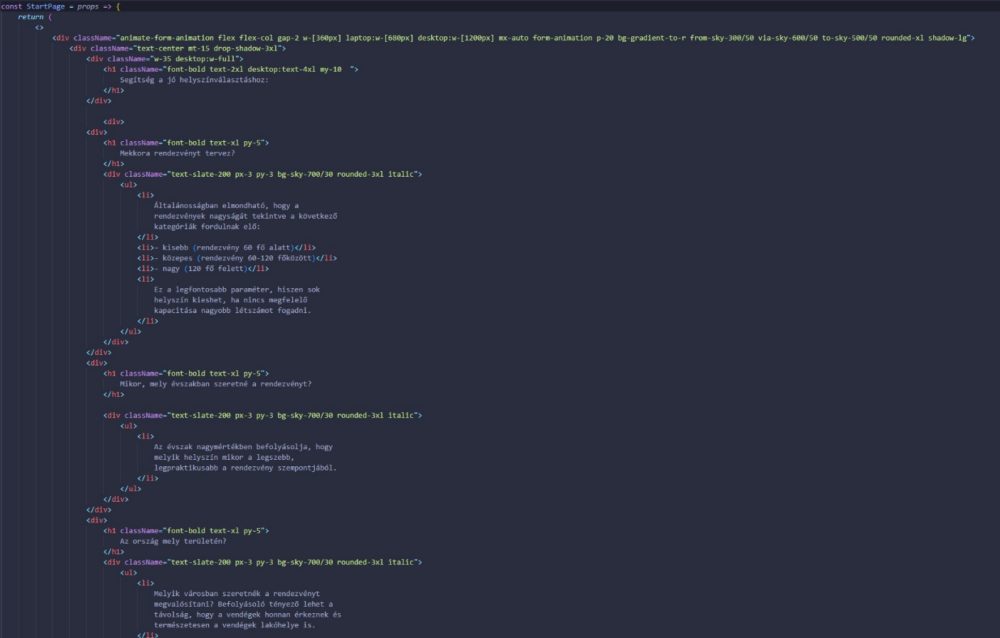 const StartPage = props => {
return (
<>
<div className="animate-form-animation flex flex-col gap-2 w-[360px] laptop:w-[680px] desktop:w-[1200px] mx-auto form-animation p-20 bg-gradient-to-r from-sky-300/50 via-sky-600/50 to-sky-500/50 rounded-xl shadow-lg">
<div className="text-center mt-15 drop-shadow-3xl">
<div className="w-35 desktop:w-full">
<h1 className="font-bold text-2xl desktop:text-4xl my-10  ">
Segítség a jó helyszínválasztáshoz:
</h1>
</div>
<div>
<div>
<h1 className="font-bold text-xl py-5">
Mekkora rendezvényt tervez?
</h1>
<div className="text-slate-200 px-3 py-3 bg-sky-700/30 rounded-3xl italic">
<ul>
<li>
Általánosságban elmondható, hogy a
rendezvények nagyságát tekintve a következő
kategóriák fordulnak elő:
</li>
<li>- kisebb (rendezvény 60 fő alatt)</li>
<li>- közepes (rendezvény 60-120 főközött)</li>
<li>- nagy (120 fő felett)</li>
<li>
Ez a legfontosabb paraméter, hiszen sok
helyszín kieshet, ha nincs megfelelő
kapacitása nagyobb létszámot fogadni.
</li>
</ul>
</div>
</div>
<div>
<h1 className="font-bold text-xl py-5">
Mikor, mely évszakban szeretné a rendezvényt?
</h1>
<div className="text-slate-200 px-3 py-3 bg-sky-700/30 rounded-3xl italic">
<ul>
<li>
Az évszak nagymértékben befolyásolja, hogy
melyik helyszín mikor a legszebb,
legpraktikusabb a rendezvény szempontjából.
</li>
</ul>
</div>
</div>
<div>
<h1 className="font-bold text-xl py-5">
Az ország mely területén?
</h1>
<div className="text-slate-200 px-3 py-3 bg-sky-700/30 rounded-3xl italic">
<ul>
<li>
Melyik városban szeretnék a rendezvényt
megvalósítani? Befolyásoló tényező lehet a
távolság, hogy a vendégek honnan érkeznek és
természetesen a vendégek lakóhelye is.
</li>